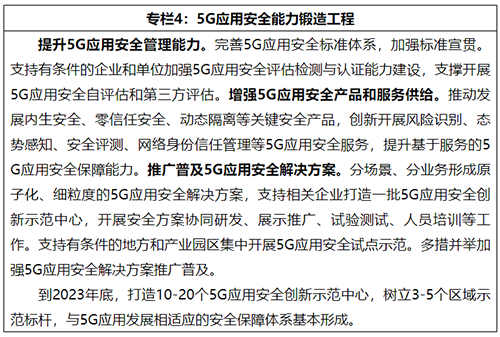 专栏4：5G应用安全能力锻造工程
提升5G应用安全管理能力。完善5G应用安全标准体系，加强标准宣贯。
支持有条件的企业和单位加强5G应用安全评估检测与认证能力建设，支撑开展
5G应用安全自评估和第三方评估。增强5G应用安全产品和服务供给。推动发
展内生安全、零信任安全、动态隔离等关键安全产品，创新开展风险识别、态
势感知、安全评测、网络身份信任管理等5G应用安全服务，提升基于服务的5
G应用安全保障能力。推广普及5G应用安全解决方案。分场景、分业务形成原
子化、细粒度的5G应用安全解决方案，支持相关企业打造一批5G应用安全创
新示范中心，开展安全方案协同研发、展示推广、试验测试、人员培训等工
作。支持有条件的地方和产业园区集中开展5G应用安全试点示范。多措并举加
强5G应用安全解决方案推广普及。
到2023年底，打造10-20个5G应用安全创新示范中心，树立3-5个区域示
范标杆，与5G应用发展相适应的安全保障体系基本形成。